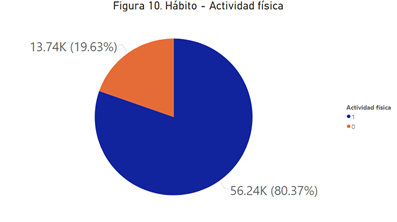 Figura 10. Hábito - Actividad física
13.74K (19.63%)
Actividad física
1
0
56.24K (80.37%)